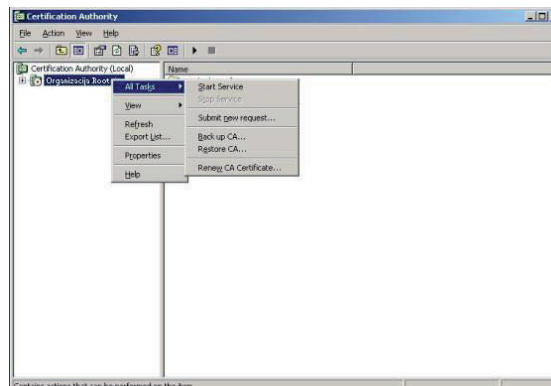 Certification Authority
File Action View Help
Certification Authority (Local)
Organizacija Root
Name
All Tasks
View
Refresh
Export List...
Properties
Help
Start Service
Stop Service
Submit new request...
Back up CA...
Restore CA...
Renew CA Certificate...
Contains actions that can be performed on the item.